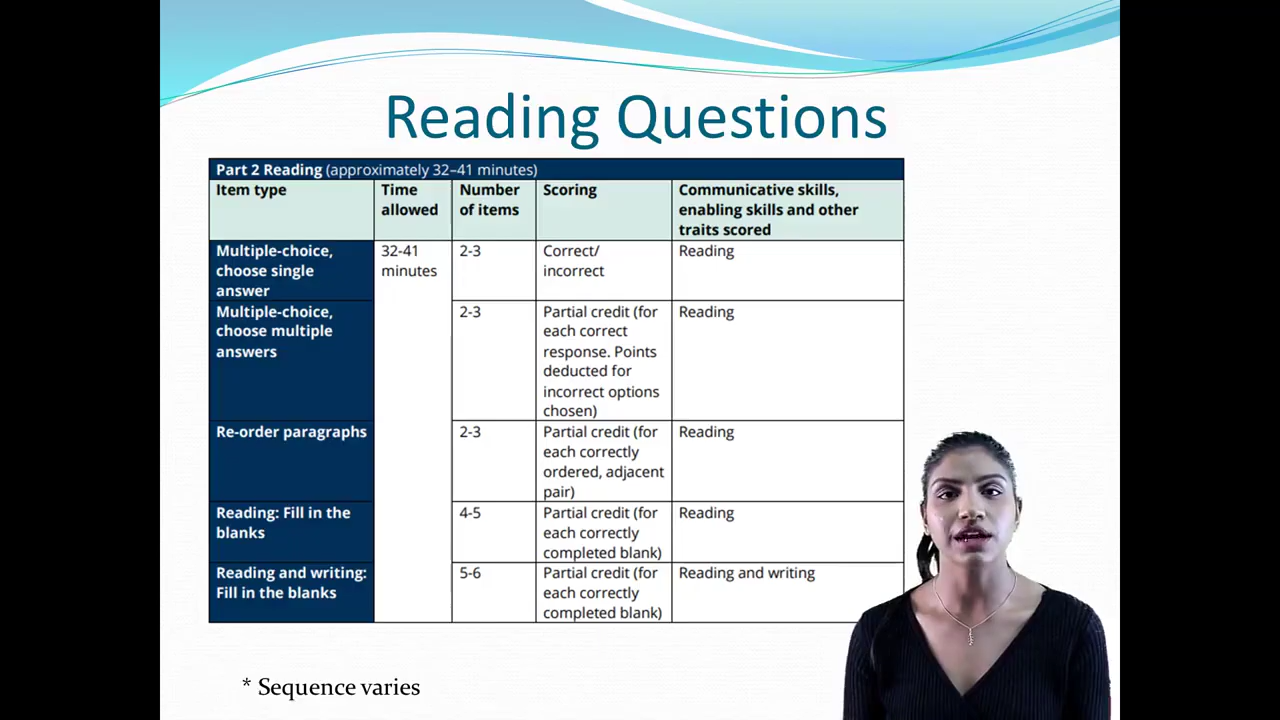 Reading Questions
Part 2 Reading (approximately 32–41 minutes)
Item type
Time
allowed
Number
of items
Scoring
Communicative skills,
enabling skills and other
traits scored
Multiple-choice,
choose single
answer
32-41
minutes
2-3
Correct/
incorrect
Reading
Multiple-choice,
choose multiple
answers
2-3
Partial credit (for
each correct
response. Points
deducted for
incorrect options
chosen)
Reading
Re-order paragraphs
2-3
Partial credit (for
each correctly
ordered, adjacent
pair)
Reading
Reading: Fill in the
blanks
4-5
Partial credit (for
each correctly
completed blank)
Reading
Reading and writing:
Fill in the blanks
5-6
Partial credit (for
each correctly
completed blank)
Reading and writing
* Sequence varies